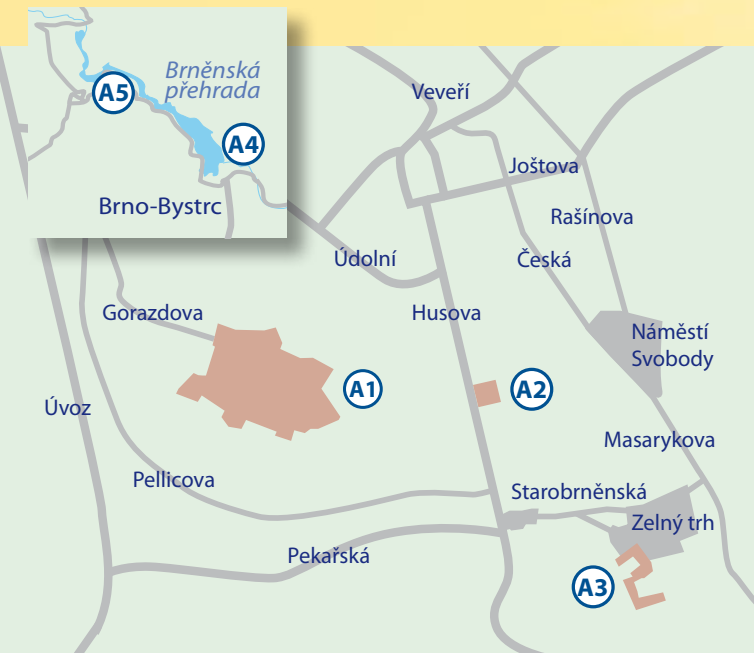 Brněnská
přehrada
A5
A4
Brno-Bystrc
Veveří
Joštova
Rašínova
Údolní
Česká
Gorazdova
Husova
Náměstí
Svobody
A1
A2
Úvoz
Masarykova
Pellicova
Starobrněnská
Zelný trh
Pekařská
A3